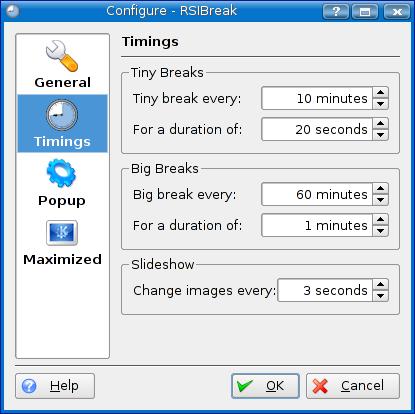 Configure - RSIBreak
General
Timings
Popup
Maximized
Timings
Tiny Breaks
Tiny break every: 10 minutes
For a duration of: 20 seconds
Big Breaks
Big break every: 60 minutes
For a duration of: 1 minutes
Slideshow
Change images every: 3 seconds
Help OK Cancel